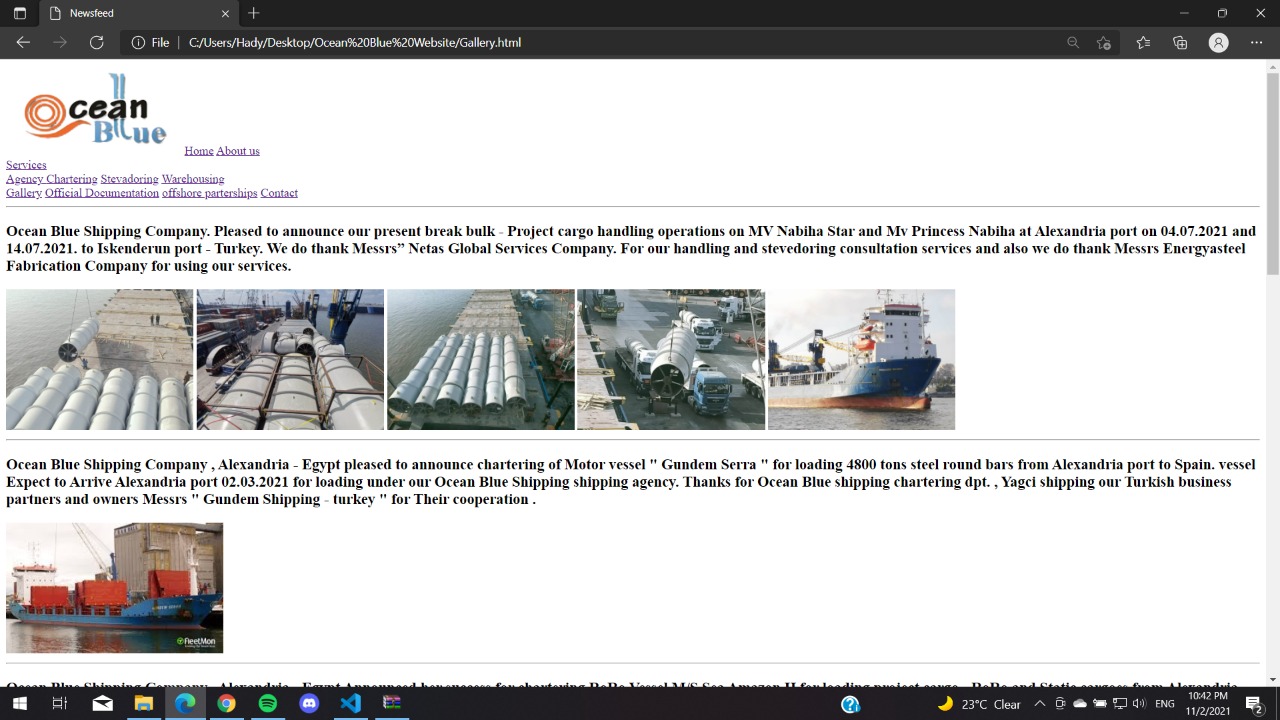 Newsfeed
File | C:/Users/Hady/Desktop/Ocean%20Blue%20Website/Gallery.html
Ocean
Blue
Home About us
Services
Agency Chartering Stevadoring Warehousing
Gallery Official Documentation offshore parterships Contact
Ocean Blue Shipping Company. Pleased to announce our present break bulk - Project cargo handling operations on MV Nabiha Star and Mv Princess Nabiha at Alexandria port on 04.07.2021 and
14.07.2021. to Iskenderun port - Turkey. We do thank Messrs” Netas Global Services Company. For our handling and stevedoring consultation services and also we do thank Messrs Energyasteel
Fabrication Company for using our services.
Ocean Blue Shipping Company , Alexandria - Egypt pleased to announce chartering of Motor vessel " Gundem Serra " for loading 4800 tons steel round bars from Alexandria port to Spain. vessel
Expect to Arrive Alexandria port 02.03.2021 for loading under our Ocean Blue Shipping shipping agency. Thanks for Ocean Blue shipping chartering dpt. , Yagci shipping our Turkish business
partners and owners Messrs " Gundem Shipping - turkey " for Their cooperation .
FleetMon
Ocean Blue Shipping Company , Alexandria - Egypt Announced
23°C Clear
ENG
10:42 PM
11/2/2021
2